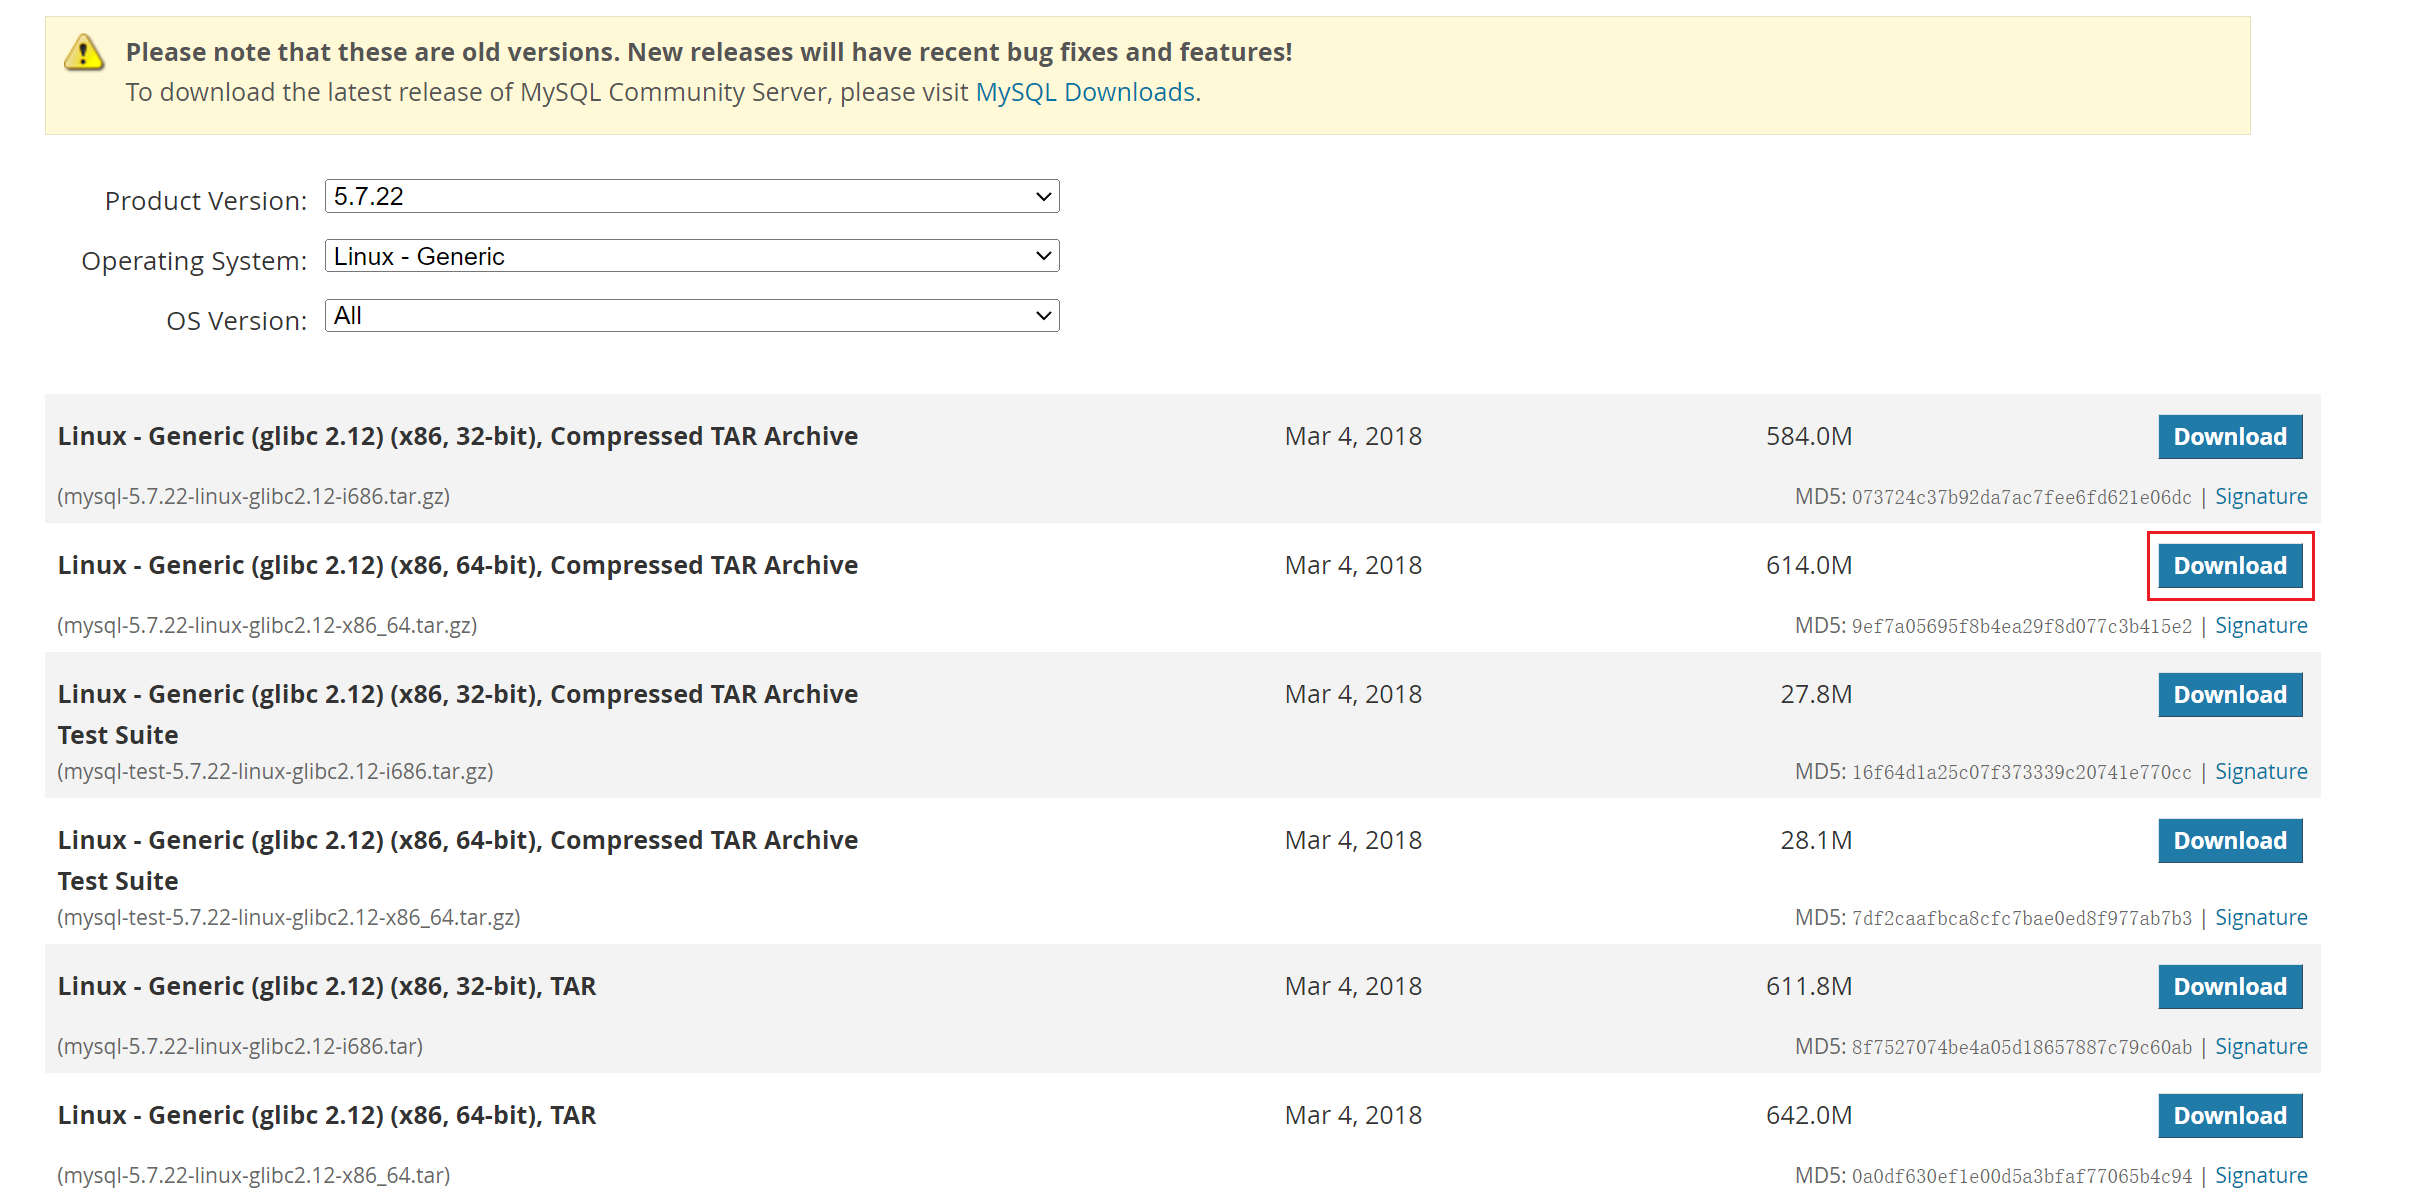 Please note that these are old versions. New releases will have recent bug fixes and features!
To download the latest release of MySQL Community Server, please visit MySQL Downloads.
Product Version: 5.7.22
Operating System: Linux - Generic
OS Version: All
Linux - Generic (glibc 2.12) (x86, 32-bit), Compressed TAR Archive Mar 4, 2018 584.0M Download
(mysql-5.7.22-linux-glibc2.12-i686.tar.gz) MD5: 073724c37b92da7ac7fee6fd621e06dc | Signature
Linux - Generic (glibc 2.12) (x86, 64-bit), Compressed TAR Archive Mar 4, 2018 614.0M Download
(mysql-5.7.22-linux-glibc2.12-x86_64.tar.gz) MD5: 9ef7a05695f8b4ea29f8d077c3b415e2 | Signature
Linux - Generic (glibc 2.12) (x86, 32-bit), Compressed TAR Archive Mar 4, 2018 27.8M Download
Test Suite
(mysql-test-5.7.22-linux-glibc2.12-i686.tar.gz) MD5: 16f64d1a25c07f373339c20741e770cc | Signature
Linux - Generic (glibc 2.12) (x86, 64-bit), Compressed TAR Archive Mar 4, 2018 28.1M Download
Test Suite
(mysql-test-5.7.22-linux-glibc2.12-x86_64.tar.gz) MD5: 7df2caafbca8cfc7bae0ed8f977ab7b3 | Signature
Linux - Generic (glibc 2.12) (x86, 32-bit), TAR Mar 4, 2018 611.8M Download
(mysql-5.7.22-linux-glibc2.12-i686.tar) MD5: 8f7527074be4a05d18657887c79c60ab | Signature
Linux - Generic (glibc 2.12) (x86, 64-bit), TAR Mar 4, 2018 642.0M Download
(mysql-5.7.22-linux-glibc2.12-x86_64.tar) MD5: 0a0df630ef1e00d5a3bfaf77065b4c94 | Signature